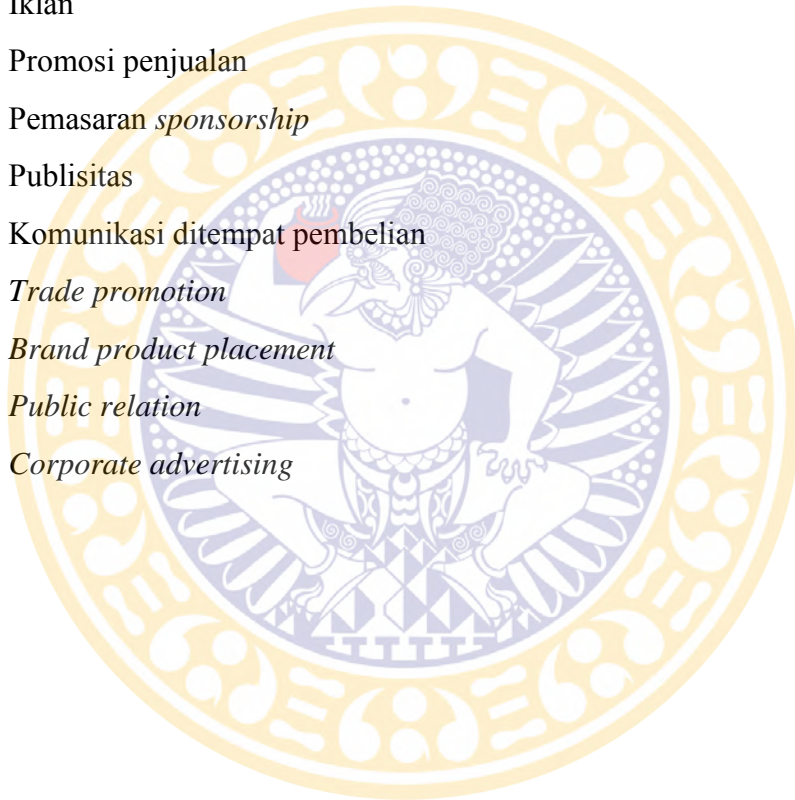 Iklan
Promosi penjualan
Pemasaran sponsorship
Publisitas
Komunikasi ditempat pembelian
Trade promotion
Brand product placement
Public relation
Corporate advertising